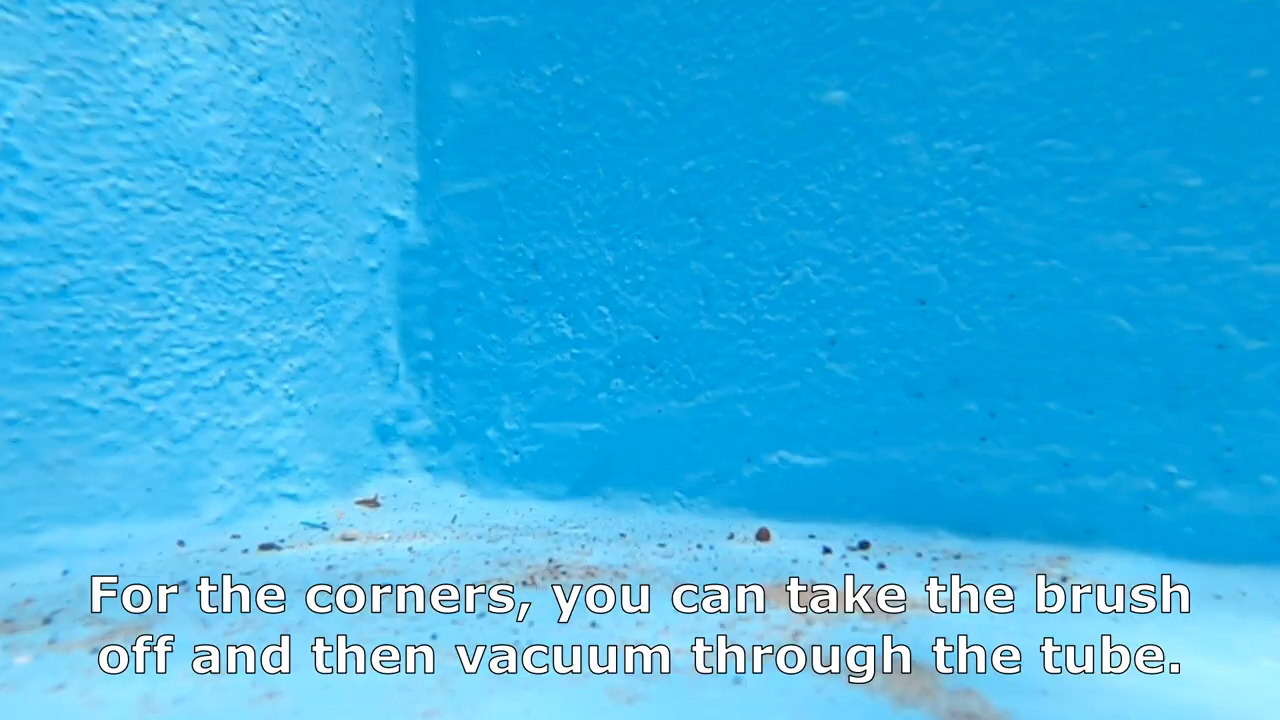 For the corners, you can take the brush
off and then vacuum through the tube.